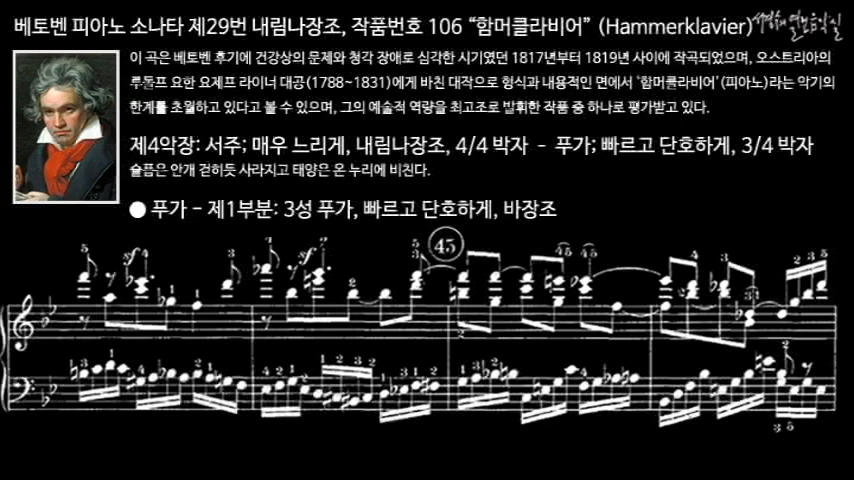 베토벤 피아노 소나타 제29번 내림나장조, 작품번호 106 “함머클라비어” (Hammerklavier)
이 곡은 베토벤 후기에 건강상의 문제와 청각 장애로 심각한 시기였던 1817년부터 1819년 사이에 작곡되었으며, 오스트리아의
루돌프 요한 요제프 라이너 대공(1788~1831)에게 바친 대작으로 형식과 내용적인 면에서 ‘함머클라비어’(피아노)라는 악기의
한계를 초월하고 있다고 볼 수 있으며, 그의 예술적 역량을 최고조로 발휘한 작품 중 하나로 평가받고 있다.
제4악장: 서주; 매우 느리게, 내림나장조, 4/4 박자 - 푸가; 빠르고 단호하게, 3/4 박자
슬픔은 안개 걷히듯 사라지고 태양은 온 누리에 비친다.
● 푸가 - 제1부분: 3성 푸가, 빠르고 단호하게, 바장조
45